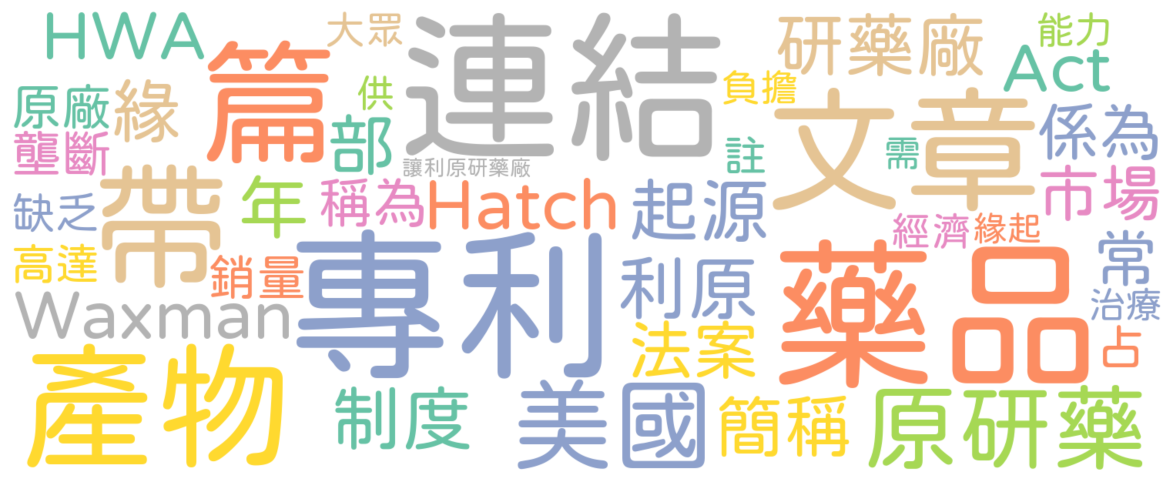 HWA
大眾
連結
研藥廠
能力
篇
Act
原廠
緣
供
負擔
文章
係為
壟斷
部
讓利原研藥廠
註
需
帶
年
稱為
Hatch
起源
市場
缺乏
經濟
緣起
常
高達
銷量
專利
利原
藥品
治療
Waxman
法案
占
產物
制度
美國
簡稱
原研藥